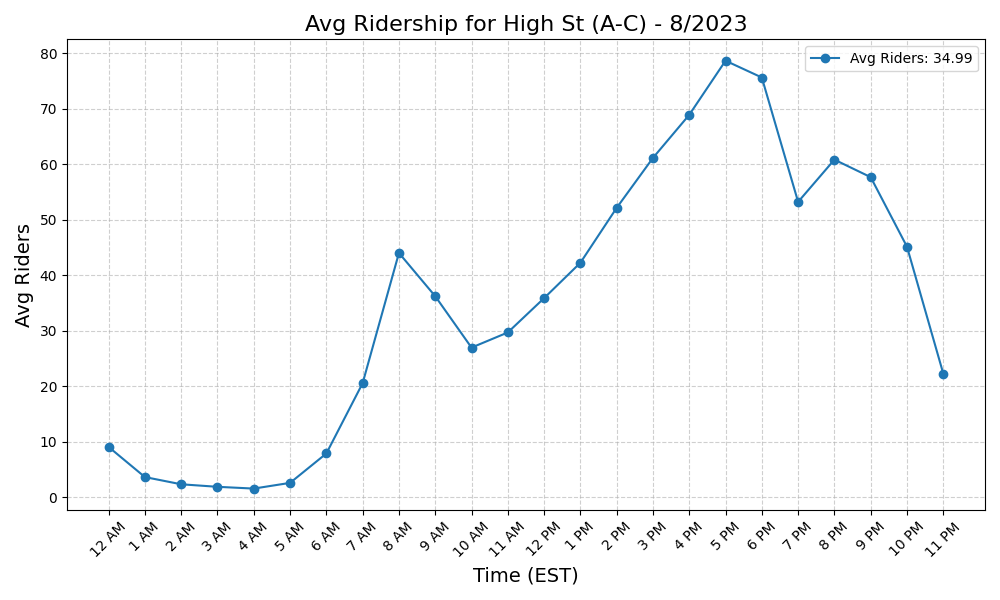 Avg Ridership for High St (A-C) - 8/2023
Avg Riders: 34.99
Avg Riders
80
70
60
50
40
30
20
10
0
12 AM
1 AM
2 AM
3 AM
4 AM
5 AM
6 AM
7 AM
8 AM
9 AM
10 AM
11 AM
12 PM
1 PM
2 PM
3 PM
4 PM
5 PM
6 PM
7 PM
8 PM
9 PM
10 PM
11 PM
Time (EST)